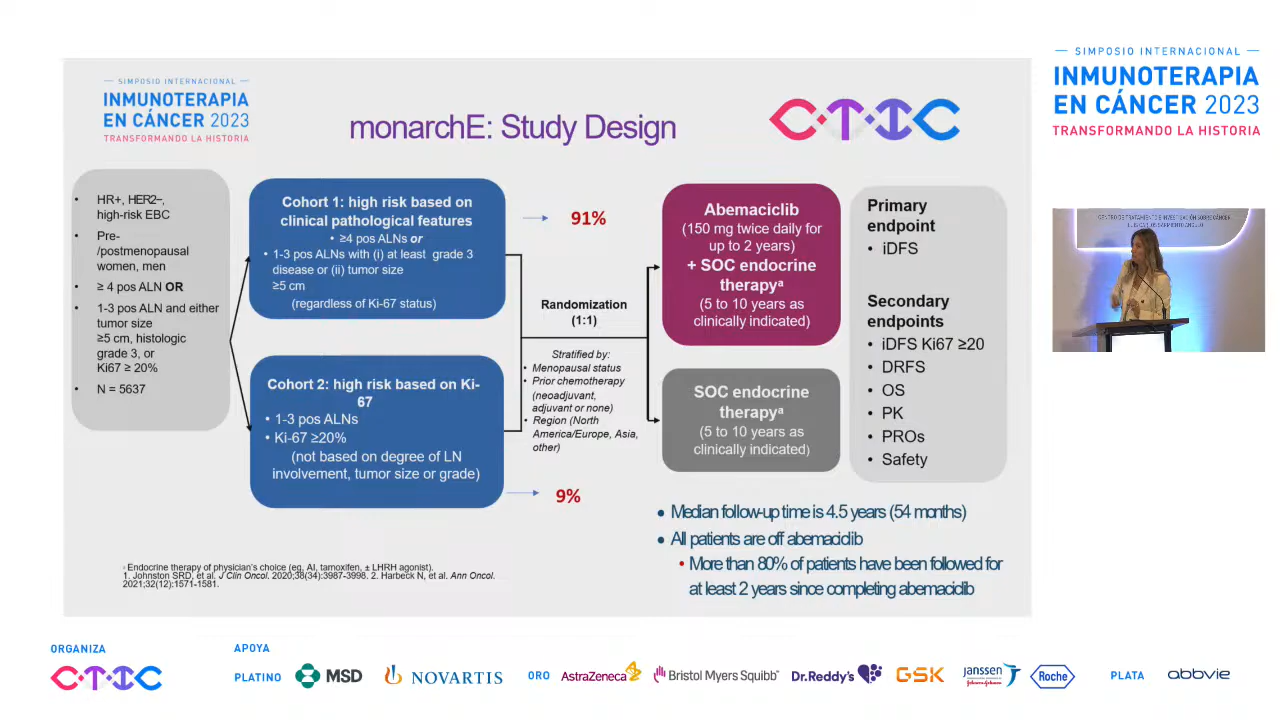 SIMPOSIO INTERNACIONAL
INMUNOTERAPIA
EN CÁNCER 2023
TRANSFORMANDO LA HISTORIA
monarchE: Study Design
CTIC
• HR+, HER2–,
high-risk EBC
• Pre-
/postmenopausal
women, men
• ≥ 4 pos ALN OR
• 1-3 pos ALN and either
tumor size
≥5 cm, histologic
grade 3, or
Ki67 ≥ 20%
• N = 5637
Cohort 1: high risk based on
clinical pathological features
• ≥4 pos ALNs or
• 1-3 pos ALNs with (i) at least grade 3
disease or (ii) tumor size
≥5 cm
(regardless of Ki-67 status)
91%
Cohort 2: high risk based on Ki-
67
• 1-3 pos ALNs
• Ki-67 ≥20%
(not based on degree of LN
involvement, tumor size or grade)
9%
Randomization
(1:1)
Stratified by:
• Menopausal status
• Prior chemotherapy
(neoadjuvant,
adjuvant or none)
• Region (North
America/Europe, Asia,
other)
Abemaciclib
(150 mg twice daily for
up to 2 years)
+ SOC endocrine
therapyᵃ
(5 to 10 years as
clinically indicated)
SOC endocrine
therapyᵃ
(5 to 10 years as
clinically indicated)
Primary
endpoint
• iDFS
Secondary
endpoints
• iDFS Ki67 ≥20
• DRFS
• OS
• PK
• PROs
• Safety
• Median follow-up time is 4.5 years (54 months)
• All patients are off abemaciclib
• More than 80% of patients have been followed for
at least 2 years since completing abemaciclib
ᵃ Endocrine therapy of physician's choice (eg, AI, tamoxifen, ± LHRH agonist).
1. Johnston SRD, et al. J Clin Oncol. 2020;38(34):3987-3998. 2. Harbeck N, et al. Ann Oncol.
2021;32(12):1571-1581.
SIMPOSIO INTERNACIONAL
INMUNOTERAPIA
EN CÁNCER 2023
TRANSFORMANDO LA HISTORIA
CENTRO DE TRATAMIENTO E INVESTIGACIÓN SOBRE CÁNCER
LUIS CARLOS SARMIENTO ANGULO
ORGANIZA
CTIC
APOYA
PLATINO
MSD
NOVARTIS
ORO
AstraZeneca
Bristol Myers Squibb
Dr.Reddy's
GSK
Janssen
Johnson&Johnson
Roche
PLATA
abbvie